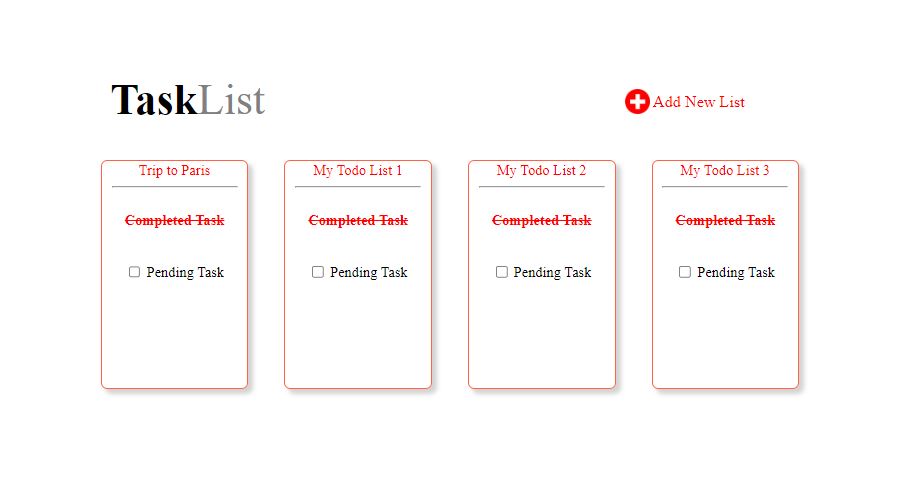 TaskList
Add New List
Trip to Paris
Completed Task
Pending Task
My Todo List 1
Completed Task
Pending Task
My Todo List 2
Completed Task
Pending Task
My Todo List 3
Completed Task
Pending Task